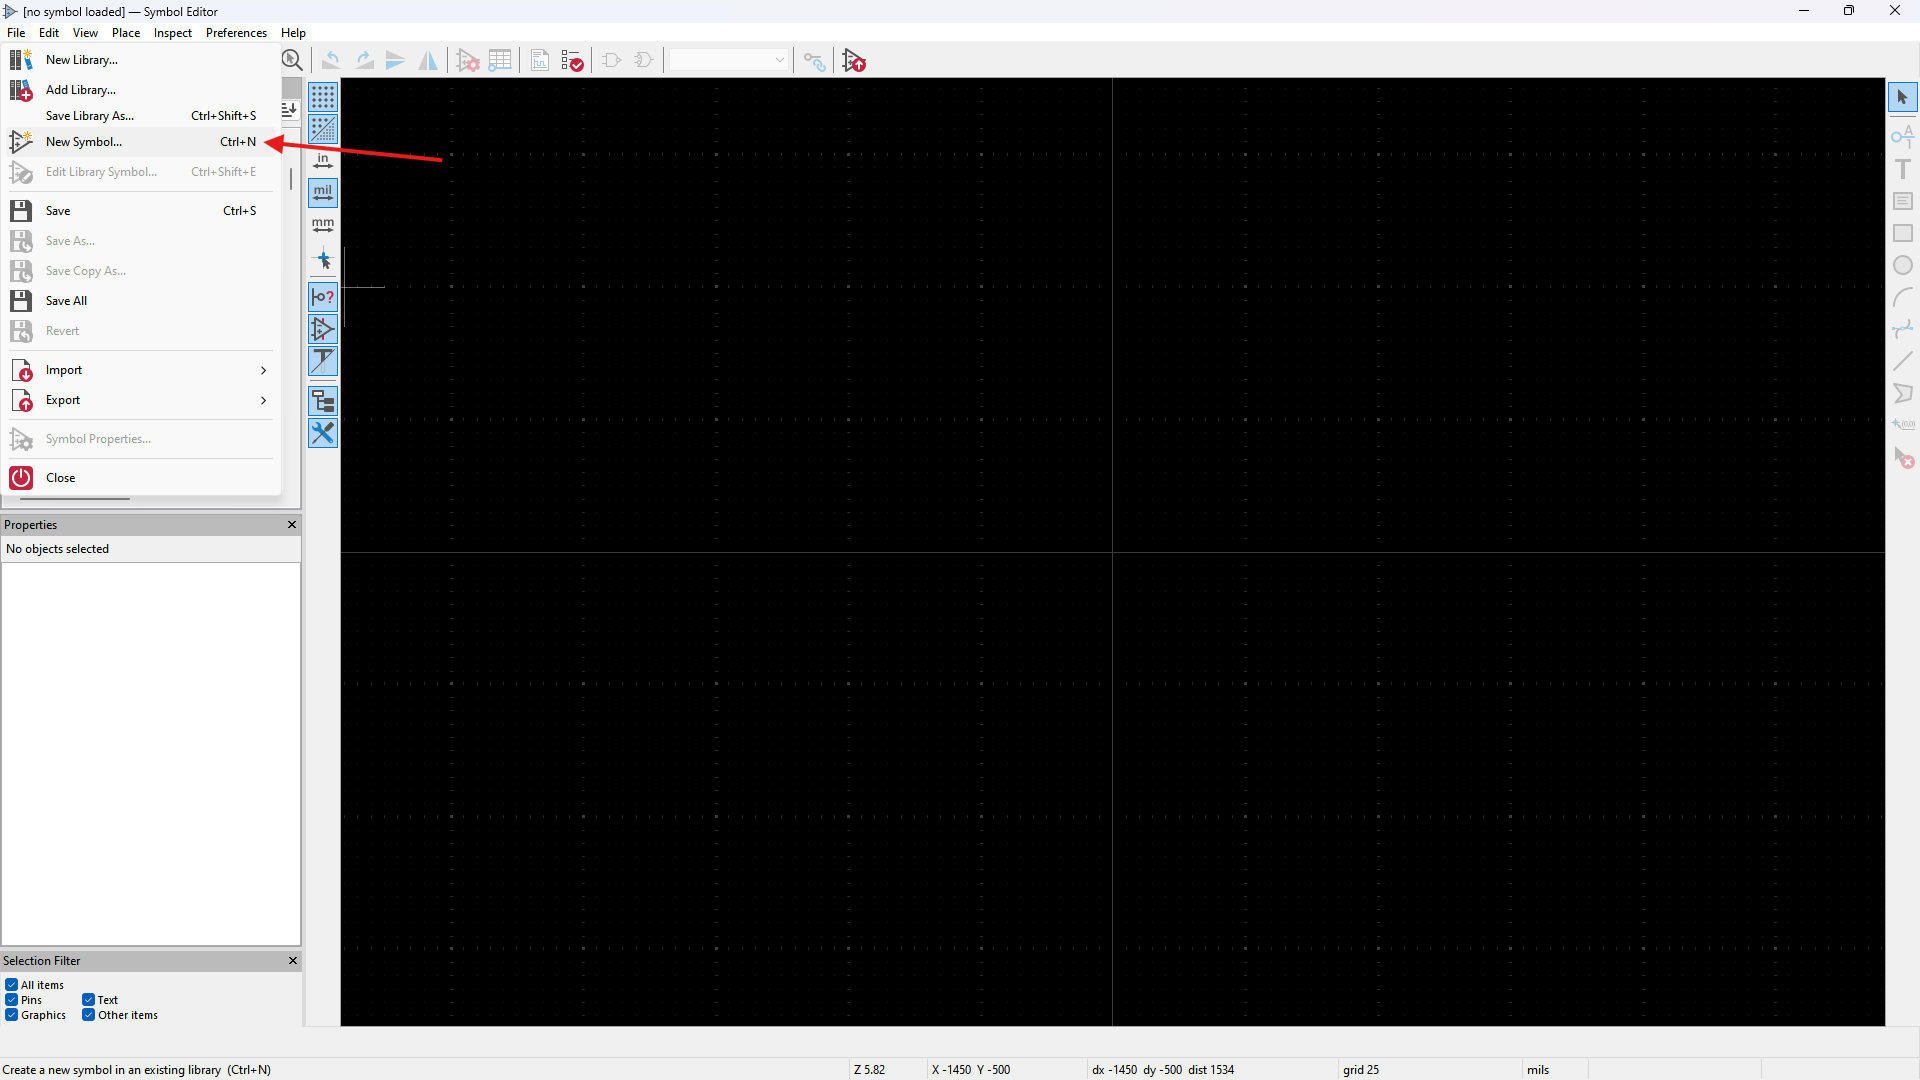 [no symbol loaded] — Symbol Editor
File Edit View Place Inspect Preferences Help
New Library...
Add Library...
Save Library As... Ctrl+Shift+S
New Symbol... Ctrl+N
Edit Library Symbol... Ctrl+Shift+E
Save Ctrl+S
Save As...
Save Copy As...
Save All
Revert
Import
Export
Symbol Properties...
Close
in
mil
mm
Properties
No objects selected
Selection Filter
All items
Pins Text
Graphics Other items
Create a new symbol in an existing library (Ctrl+N) Z 5.82 X -1450 Y -500 dx -1450 dy -500 dist 1534 grid 25 mils